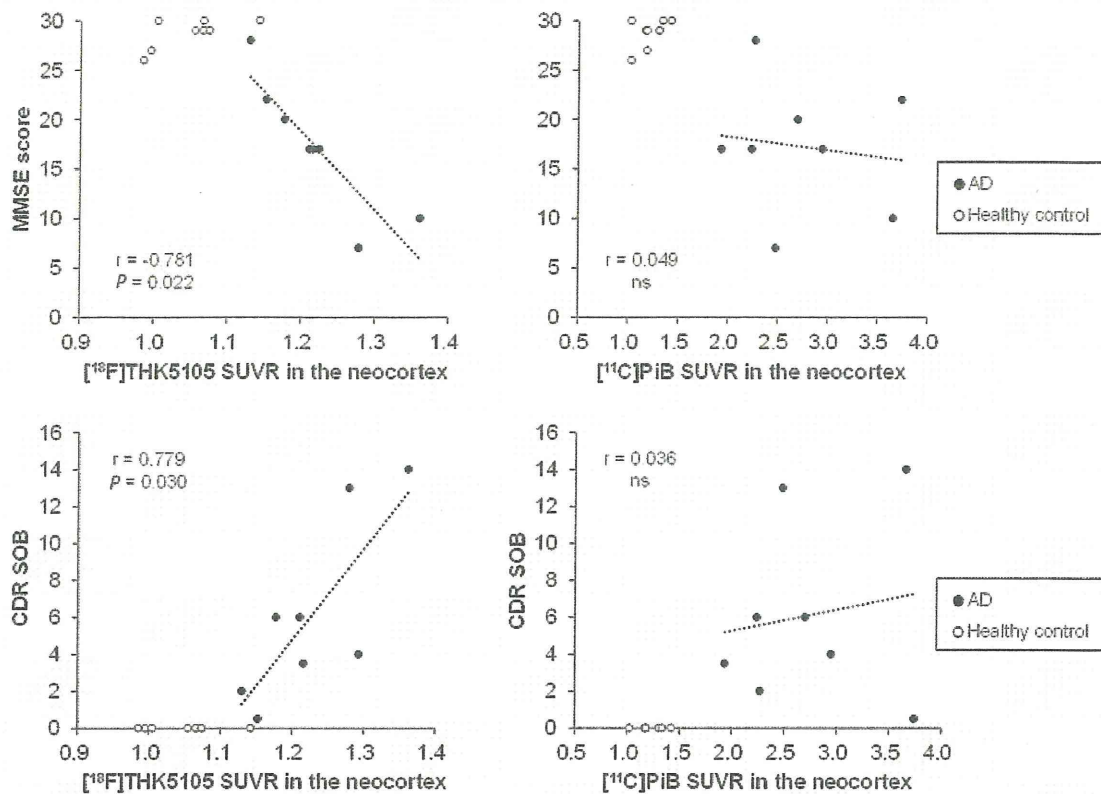 MMSE score
30
25
20
15
10
5
0
r = -0.781
P = 0.022
0.9 1.0 1.1 1.2 1.3 1.4
[¹⁸F]THK5105 SUVR in the neocortex
30
25
20
15
10
5
0
r = 0.049
ns
0.5 1.0 1.5 2.0 2.5 3.0 3.5 4.0
[¹¹C]PiB SUVR in the neocortex
AD
Healthy control
CDR SOB
16
14
12
10
8
6
4
2
0
r = 0.779
P = 0.030
0.9 1.0 1.1 1.2 1.3 1.4
[¹⁸F]THK5105 SUVR in the neocortex
CDR SOB
16
14
12
10
8
6
4
2
0
r = 0.036
ns
0.5 1.0 1.5 2.0 2.5 3.0 3.5 4.0
[¹¹C]PiB SUVR in the neocortex
AD
Healthy control